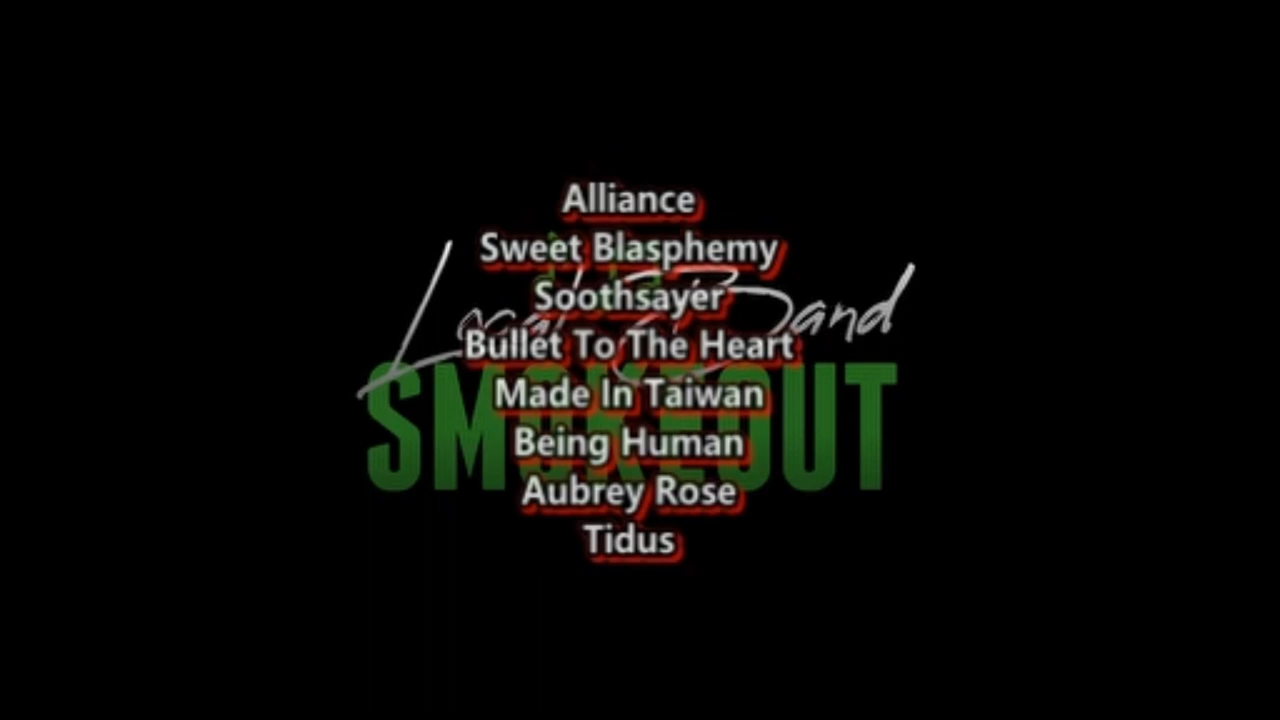 Alliance
Sweet Blasphemy
Soothsayer
Bullet To The Heart
Made In Taiwan
Being Human
Aubrey Rose
Tidus
Local Band
SMOKEOUT